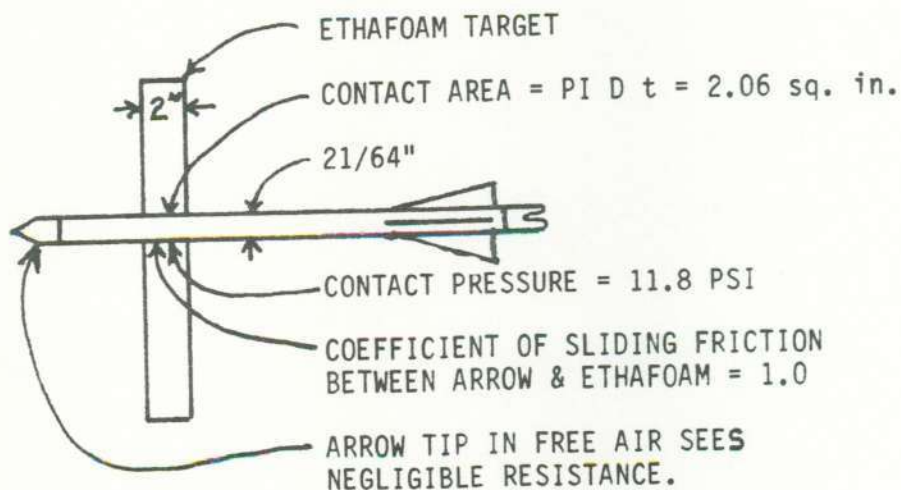 ETHAFOAM TARGET
CONTACT AREA = PI D t = 2.06 sq. in.
2"
21/64"
CONTACT PRESSURE = 11.8 PSI
COEFFICIENT OF SLIDING FRICTION
BETWEEN ARROW & ETHAFOAM = 1.0
ARROW TIP IN FREE AIR SEES
NEGLIGIBLE RESISTANCE.